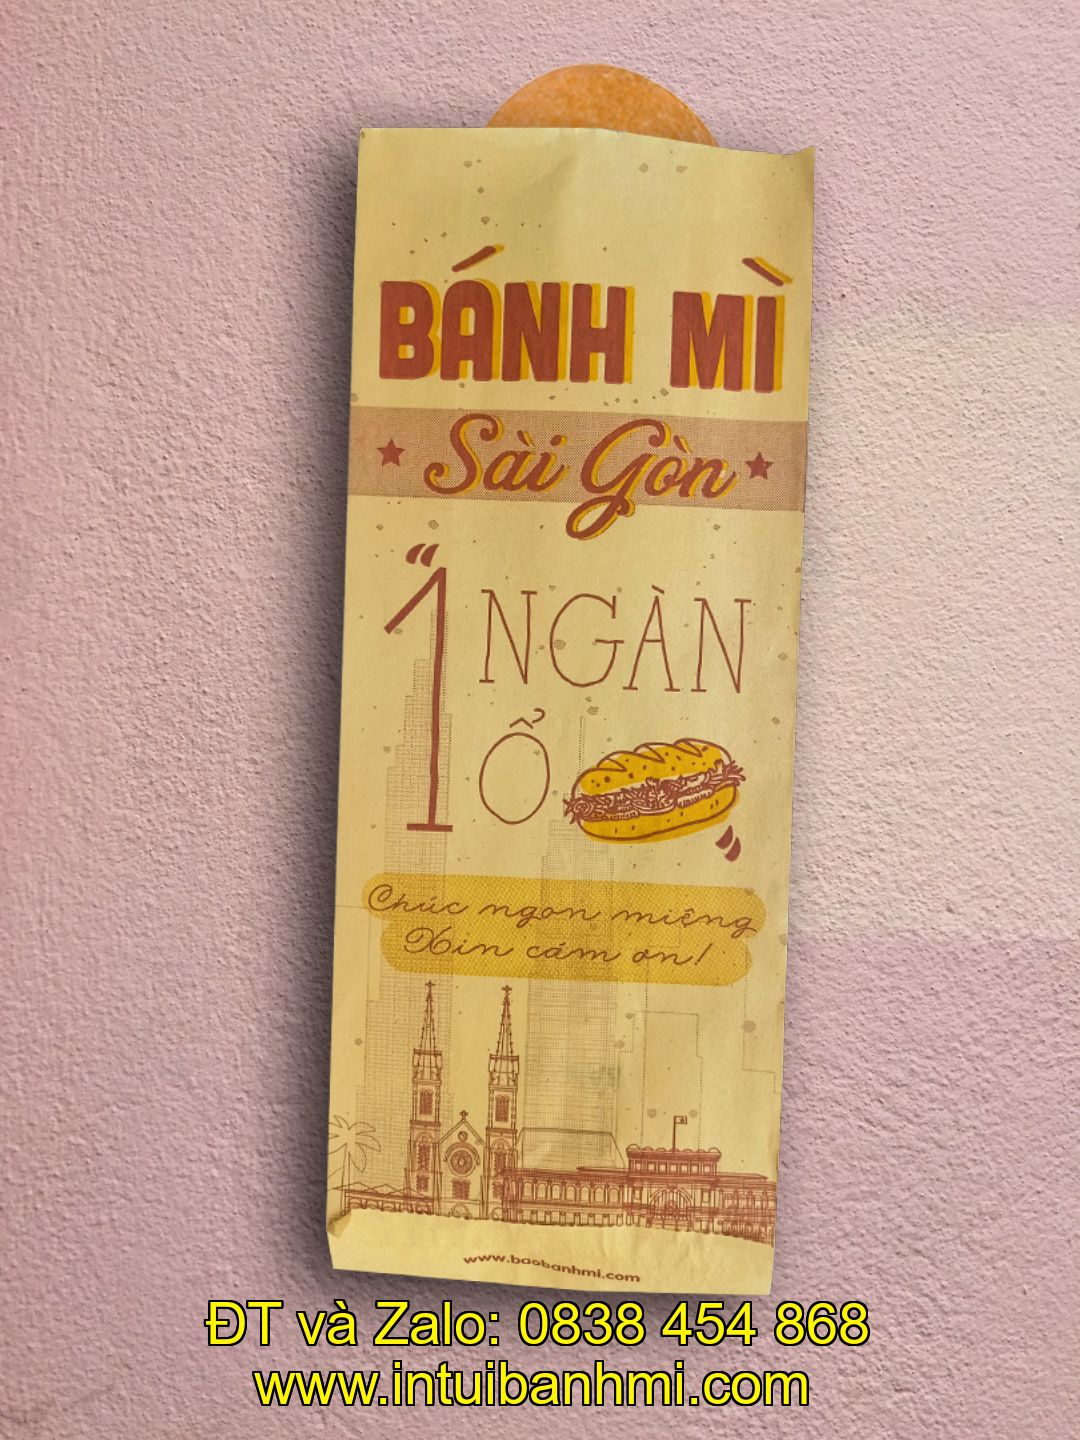 BÁNH MÌ
Sài Gòn
"1 NGÀN
Ổ"
Chúc ngon miệng
Xin cám ơn!
www.baobanhmi.com
ĐT và Zalo: 0838 454 868
www.intuibanhmi.com